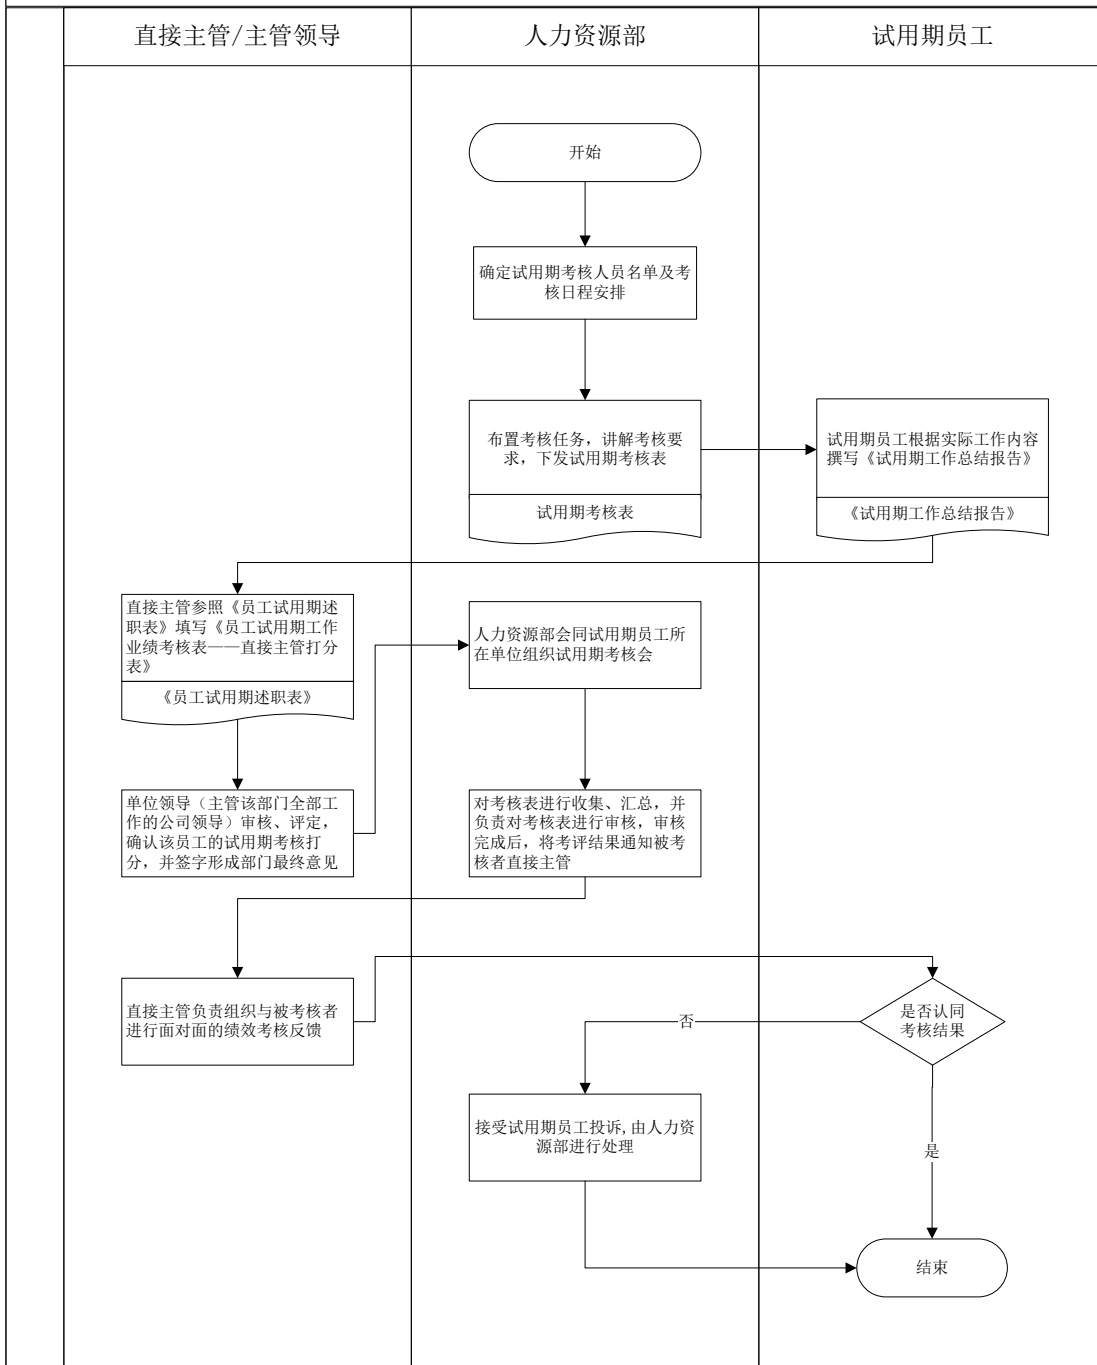 直接主管/主管领导
人力资源部
试用期员工
开始
确定试用期考核人员名单及考
核日程安排
布置考核任务，讲解考核要
求，下发试用期考核表
试用期考核表
试用期员工根据实际工作内容
撰写《试用期工作总结报告》
《试用期工作总结报告》
直接主管参照《员工试用期述
职表》填写《员工试用期工作
业绩考核表——直接主管打分
表》
《员工试用期述职表》
人力资源部会同试用期员工所
在单位组织试用期考核会
单位领导（主管该部门全部工
作的公司领导）审核、评定，
确认该员工的试用期考核打
分，并签字形成部门最终意见
对考核表进行收集、汇总，并
负责对考核表进行审核，审核
完成后，将考评结果通知被考
核者直接主管
直接主管负责组织与被考核者
进行面对面的绩效考核反馈
是否认同
考核结果
否
接受试用期员工投诉,由人力资
源部进行处理
是
结束